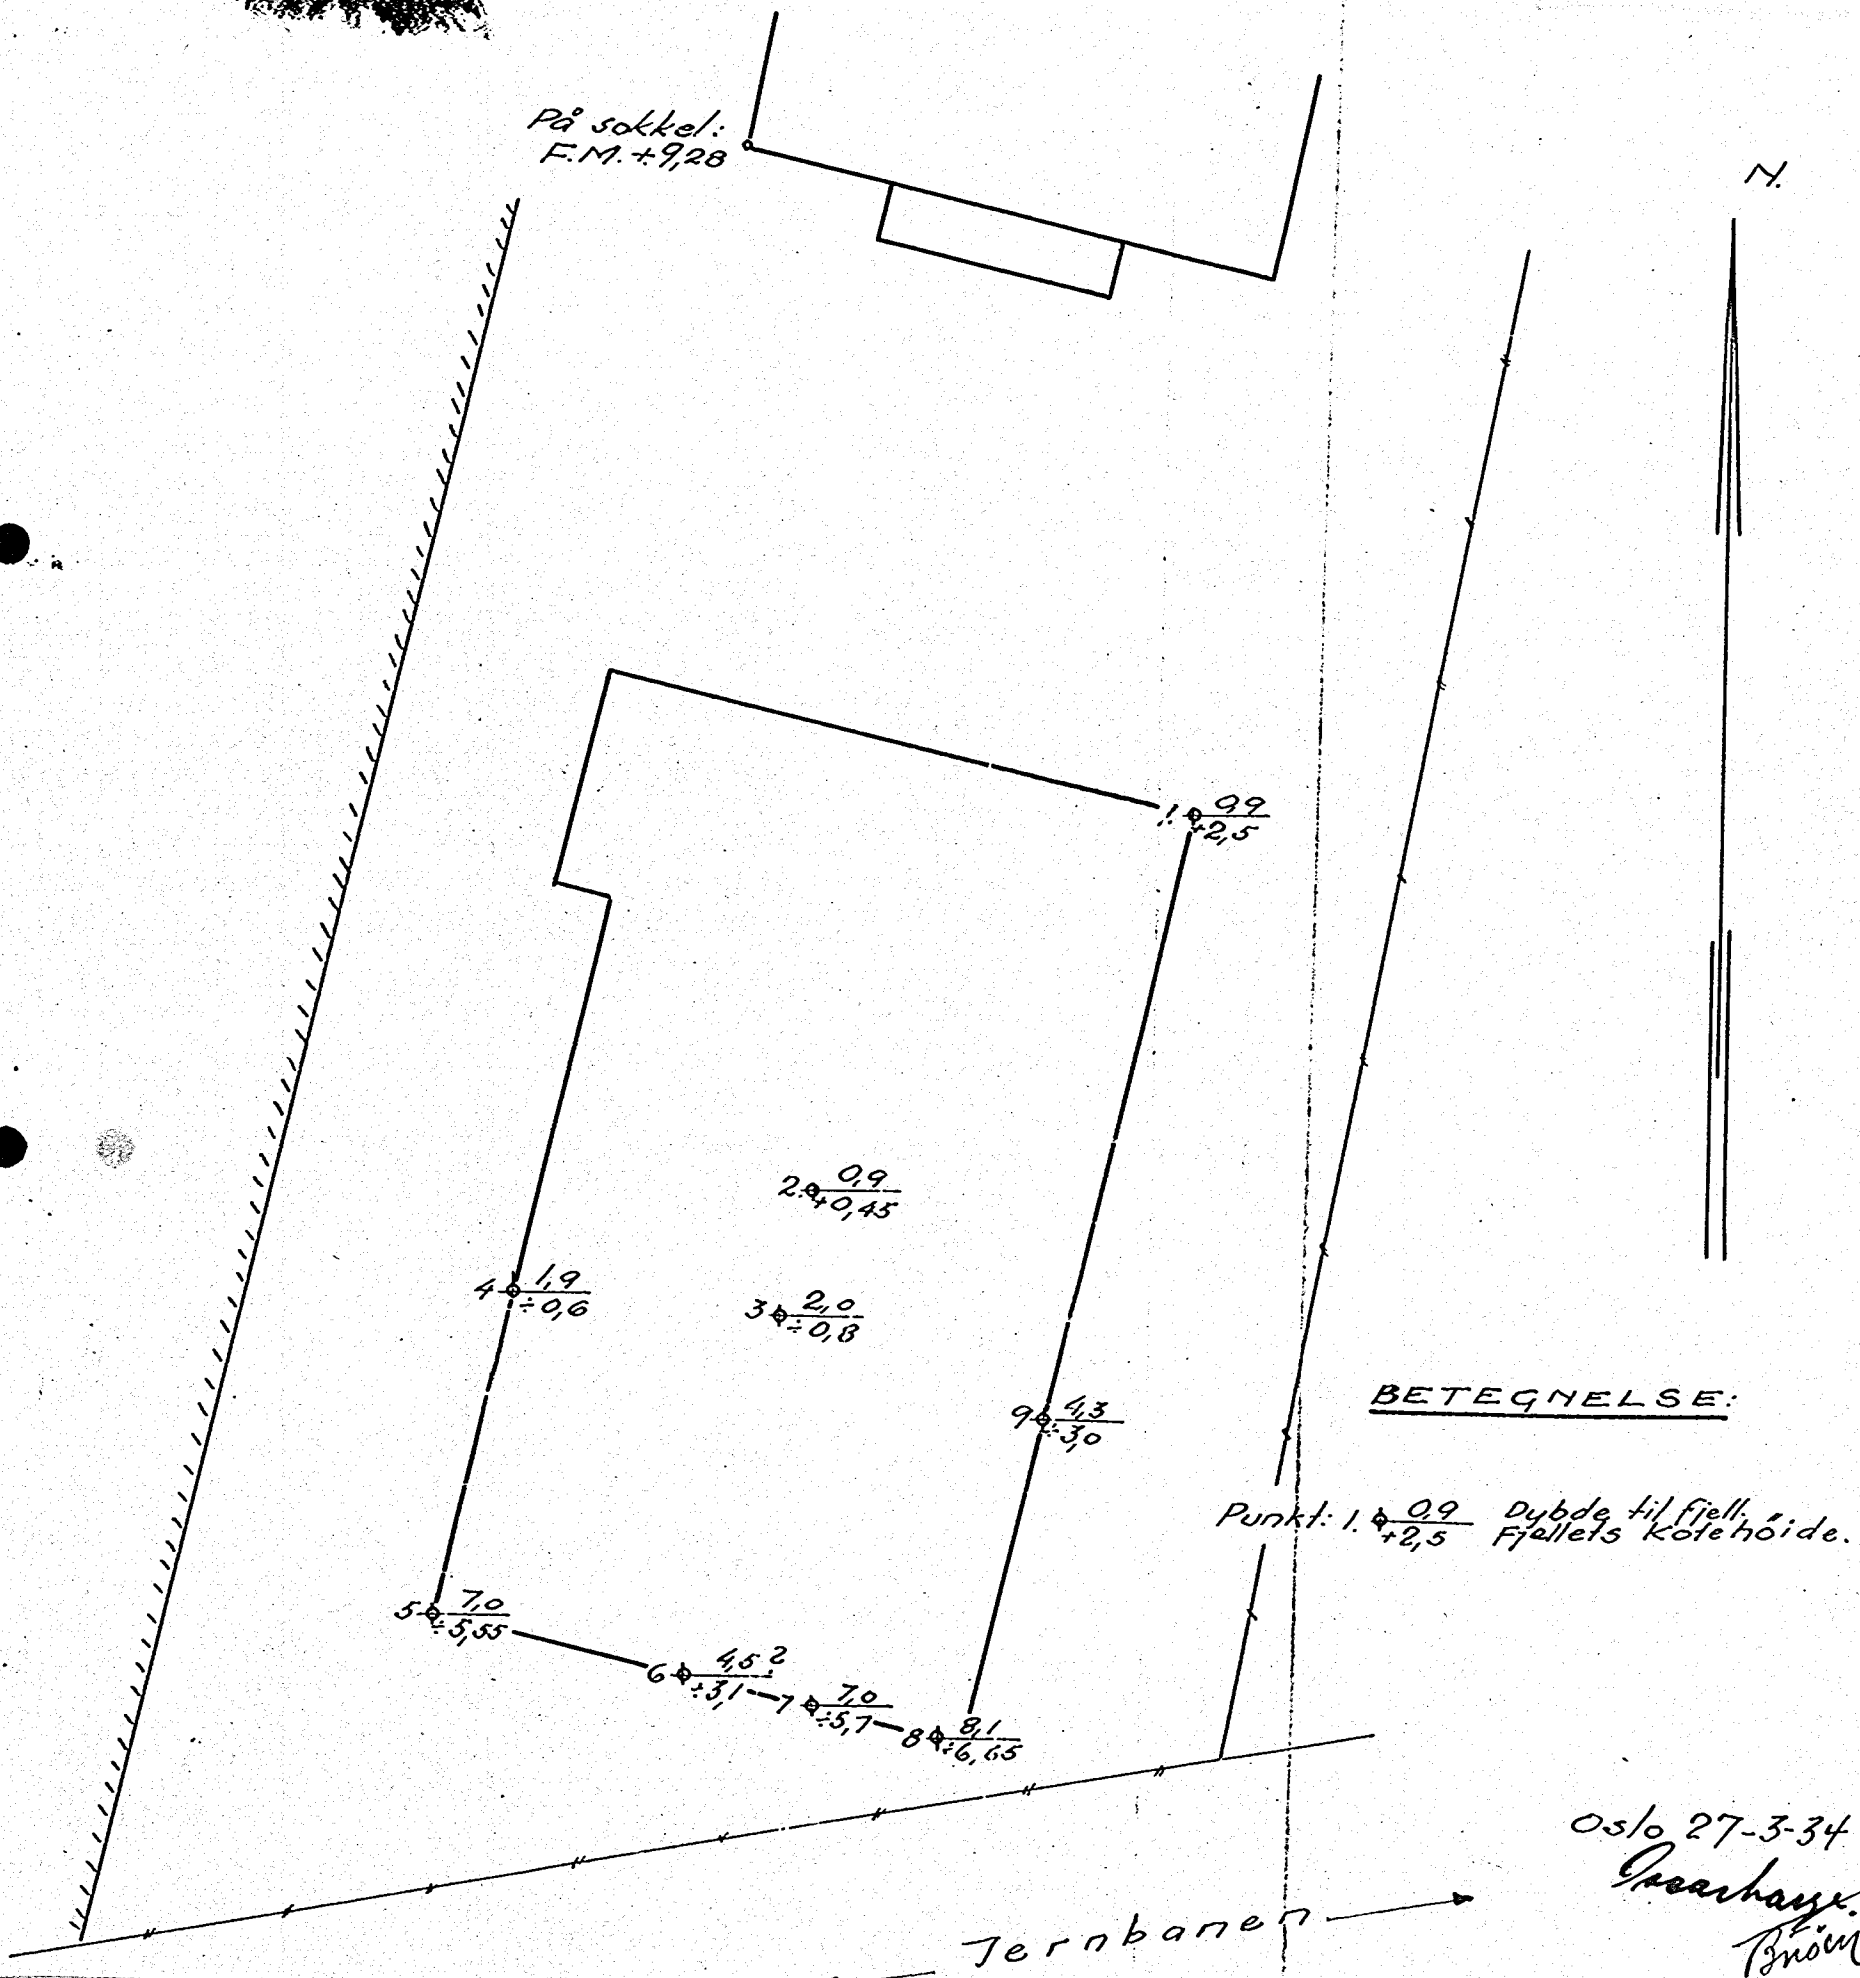 På sokkel:
F.M. +9,28
N.
1. 0,9
+2,5
2. 0,9
+0,45
4 1,9
÷0,6
3 2,0
÷0,8
9 4,3
÷3,0
BETEGNELSE:
Punkt: 1. 0,9 Dybde til fjell.
+2,5 Fjellets Kotehöide.
5 7,0
÷5,55
6 4,5 ?
÷3,1
7 7,0
÷5,7
8 8,1
÷6,65
Oslo 27-3-34
Jernbanen